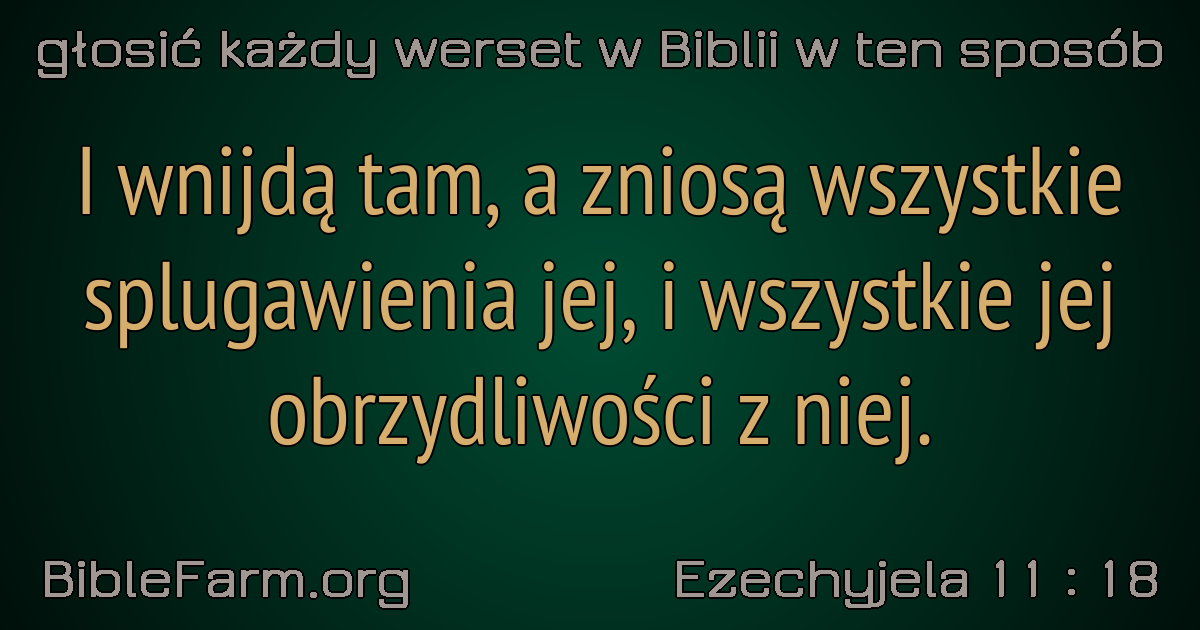 głosić każdy werset w Biblii w ten sposób
I wnijdą tam, a zniosą wszystkie
splugawienia jej, i wszystkie jej
obrzydliwości z niej.
BibleFarm.org
Ezechyjela 11 : 18